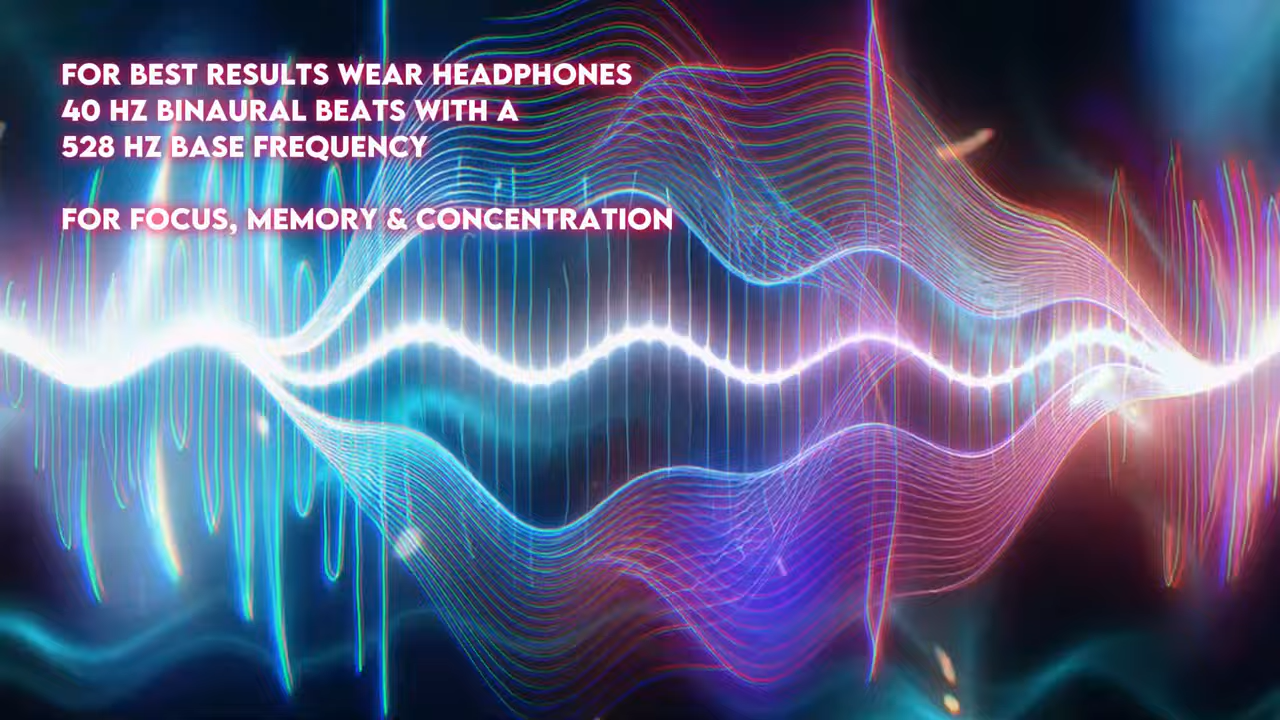 FOR BEST RESULTS WEAR HEADPHONES
40 HZ BINAURAL BEATS WITH A
528 HZ BASE FREQUENCY
FOR FOCUS, MEMORY & CONCENTRATION